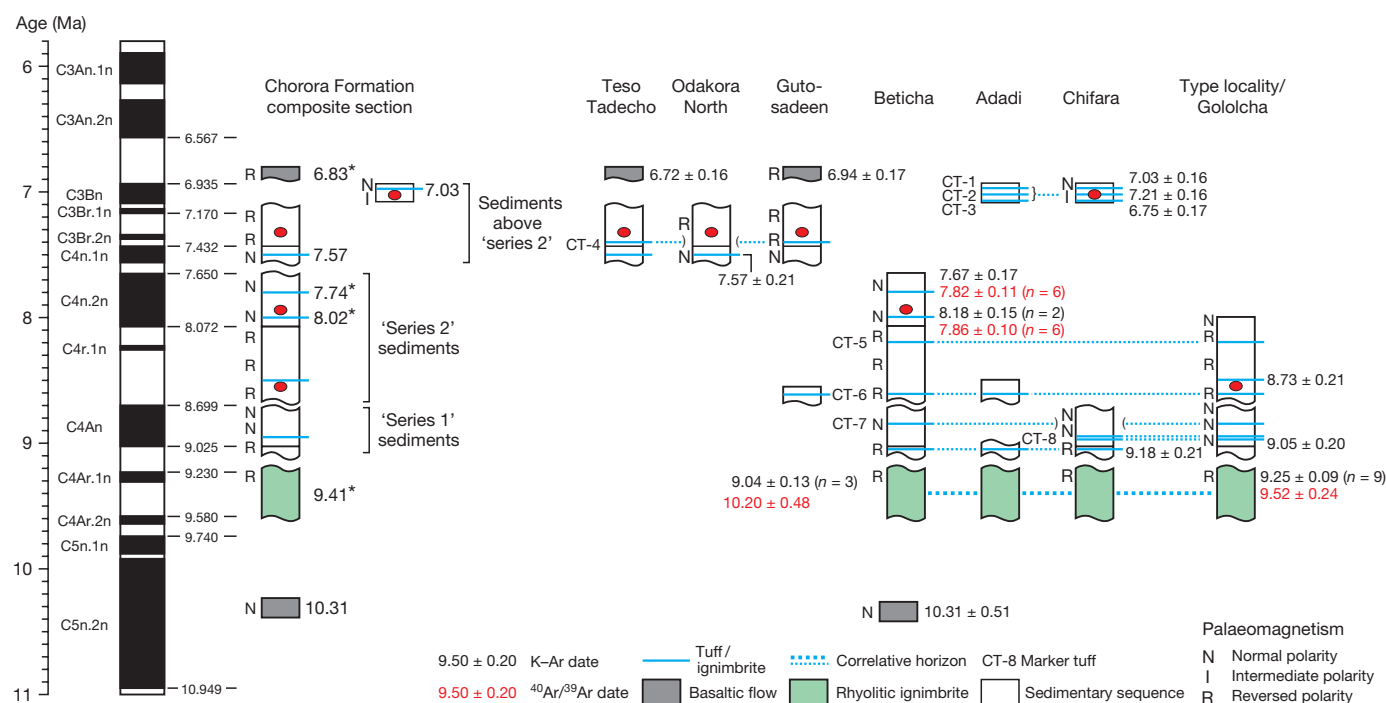 Age (Ma)
6
7
8
9
10
11
C3An.1n
C3An.2n
C3Bn
C3Br.1n
C3Br.2n
C4n.1n
C4n.2n
C4r.1n
C4An
C4Ar.1n
C4Ar.2n
C5n.1n
C5n.2n
6.567
6.935
7.170
7.432
7.650
8.072
8.699
9.025
9.230
9.580
9.740
10.949
Chorora Formation
composite section
R
6.83*
N
I
7.03
R
R
N
7.57
Sediments
above
'series 2'
N
7.74*
N
8.02*
R
R
R
'Series 2'
sediments
N
N
R
'Series 1'
sediments
R
9.41*
N
10.31
Teso
Tadecho
6.72 ± 0.16
CT-4
Odakora
North
R
)
N
(
7.57 ± 0.21
Guto-
sadeen
R
6.94 ± 0.17
R
R
N
Beticha
7.67 ± 0.17
N
7.82 ± 0.11 (n = 6)
N
8.18 ± 0.15 (n = 2)
7.86 ± 0.10 (n = 6)
R
CT-5
R
CT-6
R
CT-7
N
R
9.04 ± 0.13 (n = 3)
R
10.20 ± 0.48
N
10.31 ± 0.51
Adadi
CT-1
CT-2
CT-3
}
Chifara
N
I
7.03 ± 0.16
7.21 ± 0.16
6.75 ± 0.17
)
N
N
(
CT-8
R
9.18 ± 0.21
R
Type locality/
Gololcha
N
R
R
8.73 ± 0.21
R
N
N
N
9.05 ± 0.20
R
9.25 ± 0.09 (n = 9)
9.52 ± 0.24
9.50 ± 0.20 K–Ar date
9.50 ± 0.20 ⁴⁰Ar/³⁹Ar date
Tuff/
ignimbrite
Basaltic flow
Correlative horizon
Rhyolitic ignimbrite
CT-8 Marker tuff
Sedimentary sequence
Palaeomagnetism
N Normal polarity
I Intermediate polarity
R Reversed polarity